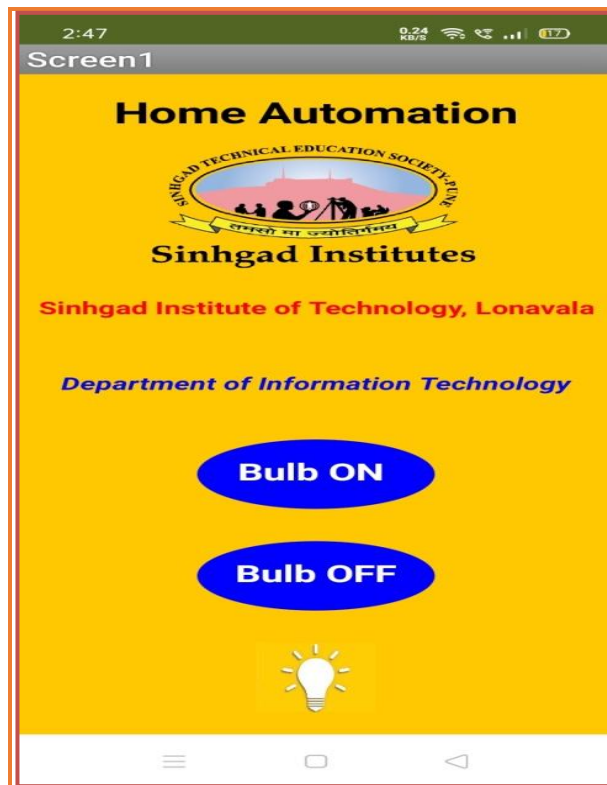 2:47 0.24 KB/S 17
Screen1
Home Automation
SINHGAD TECHNICAL EDUCATION SOCIETY-PUNE
तमसो मा ज्योतिर्गमय
Sinhgad Institutes
Sinhgad Institute of Technology, Lonavala
Department of Information Technology
Bulb ON
Bulb OFF